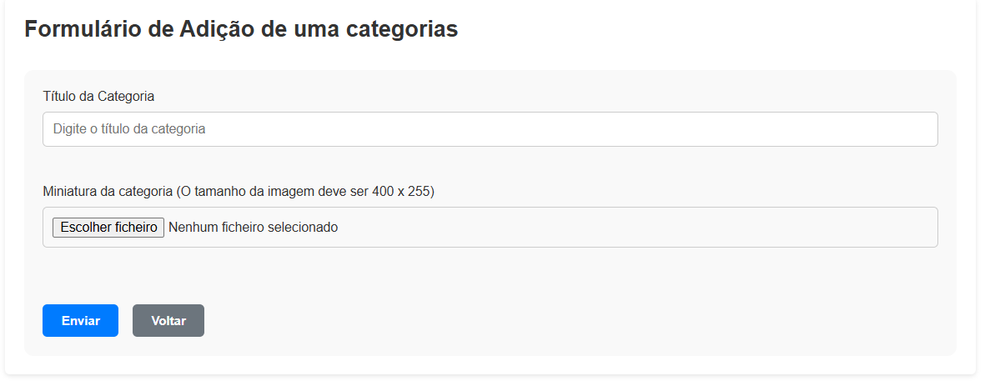 Formulário de Adição de uma categorias
Título da Categoria
Digite o título da categoria
Miniatura da categoria (O tamanho da imagem deve ser 400 x 255)
Escolher ficheiro Nenhum ficheiro selecionado
Enviar Voltar